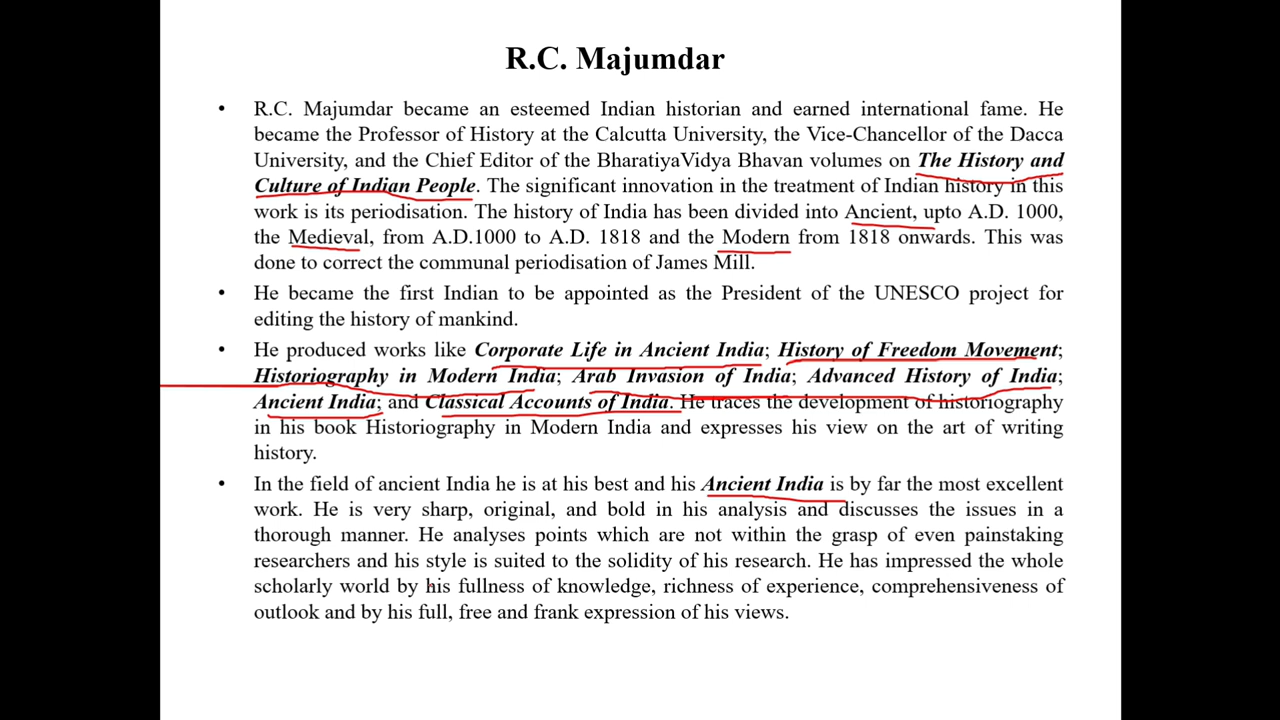 R.C. Majumdar
• R.C. Majumdar became an esteemed Indian historian and earned international fame. He
became the Professor of History at the Calcutta University, the Vice-Chancellor of the Dacca
University, and the Chief Editor of the BharatiyaVidya Bhavan volumes on The History and
Culture of Indian People. The significant innovation in the treatment of Indian history in this
work is its periodisation. The history of India has been divided into Ancient, upto A.D. 1000,
the Medieval, from A.D.1000 to A.D. 1818 and the Modern from 1818 onwards. This was
done to correct the communal periodisation of James Mill.
• He became the first Indian to be appointed as the President of the UNESCO project for
editing the history of mankind.
• He produced works like Corporate Life in Ancient India; History of Freedom Movement;
Historiography in Modern India; Arab Invasion of India; Advanced History of India;
Ancient India; and Classical Accounts of India. He traces the development of historiography
in his book Historiography in Modern India and expresses his view on the art of writing
history.
• In the field of ancient India he is at his best and his Ancient India is by far the most excellent
work. He is very sharp, original, and bold in his analysis and discusses the issues in a
thorough manner. He analyses points which are not within the grasp of even painstaking
researchers and his style is suited to the solidity of his research. He has impressed the whole
scholarly world by his fullness of knowledge, richness of experience, comprehensiveness of
outlook and by his full, free and frank expression of his views.